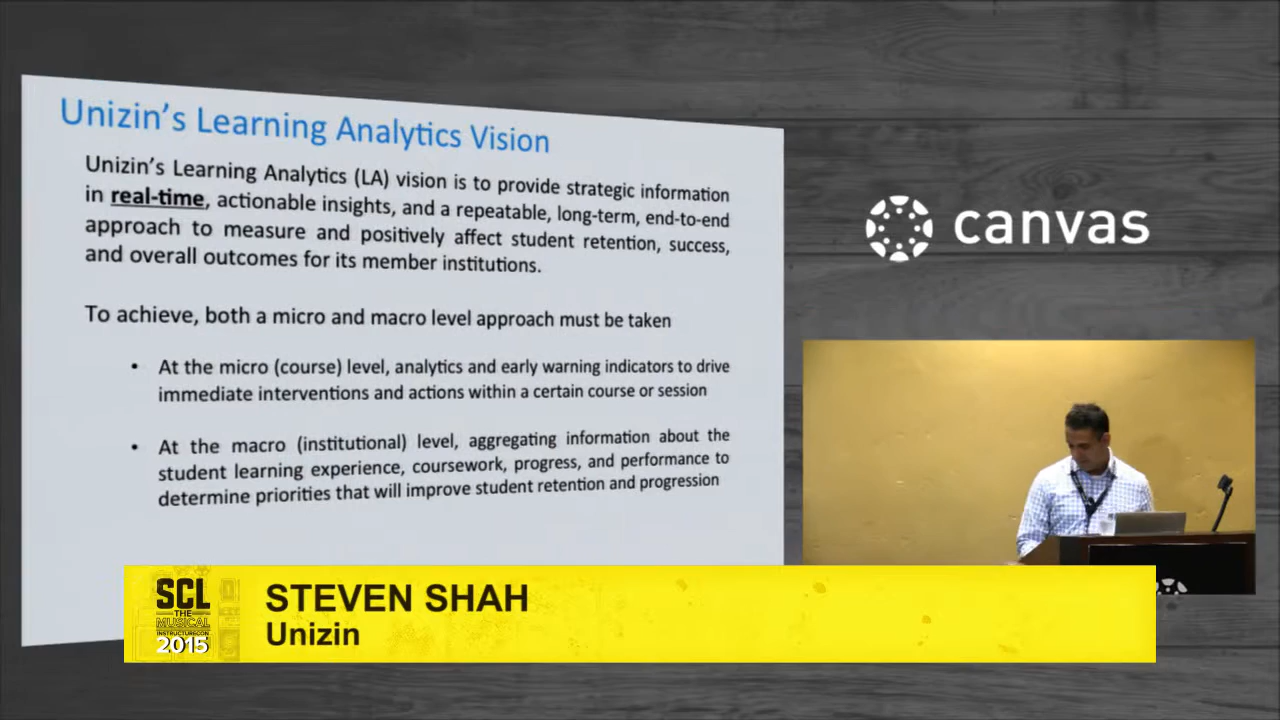 Unizin's Learning Analytics Vision
Unizin's Learning Analytics (LA) vision is to provide strategic information
in real-time, actionable insights, and a repeatable, long-term, end-to-end
approach to measure and positively affect student retention, success,
and overall outcomes for its member institutions.
To achieve, both a micro and macro level approach must be taken
• At the micro (course) level, analytics and early warning indicators to drive
immediate interventions and actions within a certain course or session
• At the macro (institutional) level, aggregating information about the
student learning experience, coursework, progress, and performance to
determine priorities that will improve student retention and progression
canvas
SCL
THE
MUSICAL
INSTRUCTURECON
2015
STEVEN SHAH
Unizin